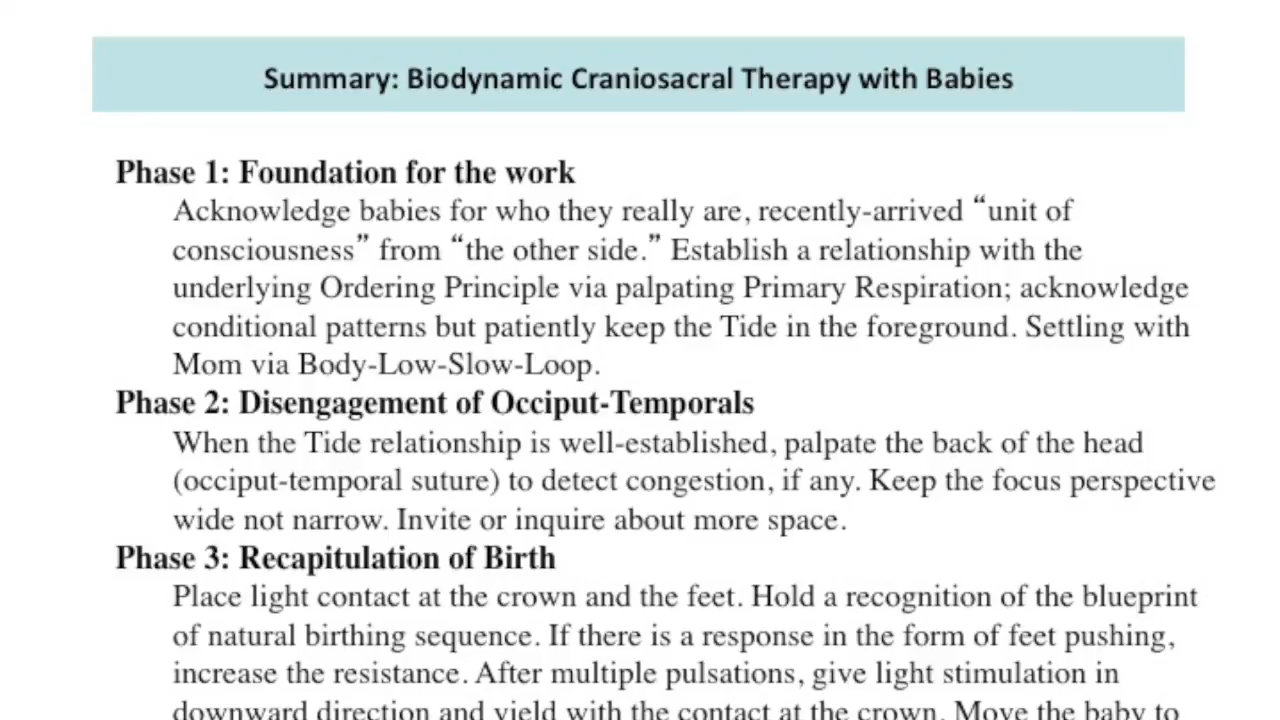 Summary: Biodynamic Craniosacral Therapy with Babies
Phase 1: Foundation for the work
Acknowledge babies for who they really are, recently-arrived “unit of
consciousness” from “the other side.” Establish a relationship with the
underlying Ordering Principle via palpating Primary Respiration; acknowledge
conditional patterns but patiently keep the Tide in the foreground. Settling with
Mom via Body-Low-Slow-Loop.
Phase 2: Disengagement of Occiput-Temporals
When the Tide relationship is well-established, palpate the back of the head
(occiput-temporal suture) to detect congestion, if any. Keep the focus perspective
wide not narrow. Invite or inquire about more space.
Phase 3: Recapitulation of Birth
Place light contact at the crown and the feet. Hold a recognition of the blueprint
of natural birthing sequence. If there is a response in the form of feet pushing,
increase the resistance. After multiple pulsations, give light stimulation in
downward direction and yield with the contact at the crown. Move the baby to